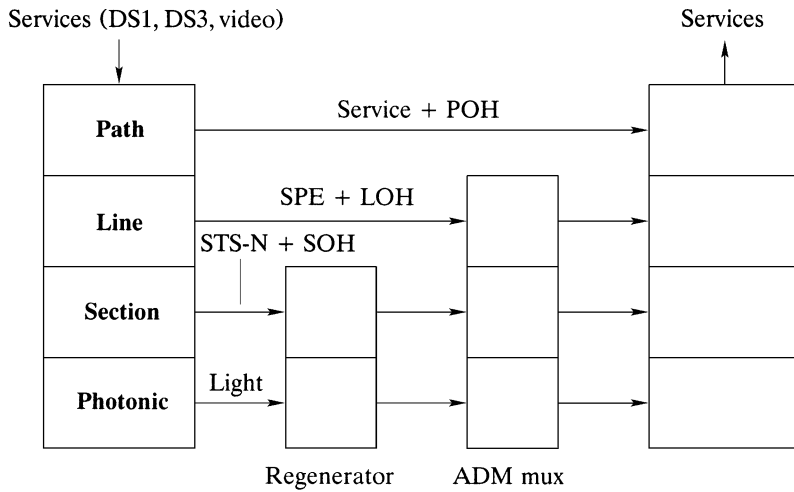 Services (DS1, DS3, video)
Services
Path
Service + POH
Line
SPE + LOH
STS-N + SOH
Section
Photonic
Light
Regenerator
ADM mux